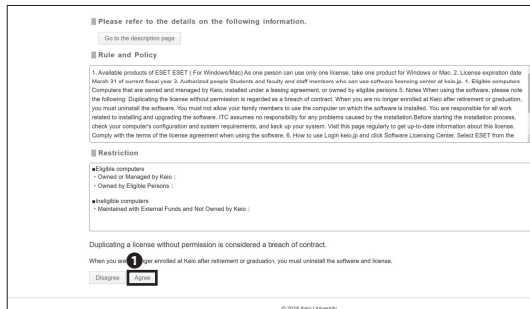 Please refer to the details on the following information.
Go to the description page
Rule and Policy
1. Available products of ESET ESET ( For Windows/Mac) As one person can use only one license, take one product for Windows or Mac. 2. License expiration date
March 31 of current fiscal year 3. Authorized people Students and faculty and staff members who can use software licensing center at keio.jp. 4. Eligible computers
Computers that are owned and managed by Keio, installed under a leasing agreement, or owned by eligible persons 5. Notes When using the software, please note
the following: Duplicating the license without permission is regarded as a breach of contract. When you are no longer enrolled at Keio after retirement or graduation,
you must uninstall the software. You must not allow your family members to use the computer on which the software is installed. You are responsible for all work
related to installing and upgrading the software. ITC assumes no responsibility for any problems caused by the installation.Before starting the installation process,
check your computer's configuration and system requirements, and back up your system. Visit this page regularly to get up-to-date information about this license.
Comply with the terms of the license agreement when using the software. 6. How to use Login keio.jp and click Software Licensing Center. Select ESET from the
Restriction
■Eligible computers
・Owned or Managed by Keio :
・Owned by Eligible Persons :
■Ineligible computers
・Maintained with External Funds and Not Owned by Keio :
Duplicating a license without permission is considered a breach of contract.
When you are ger enrolled at Keio after retirement or graduation, you must uninstall the software and license.
1
Disagree Agree
© 2016 Keio University